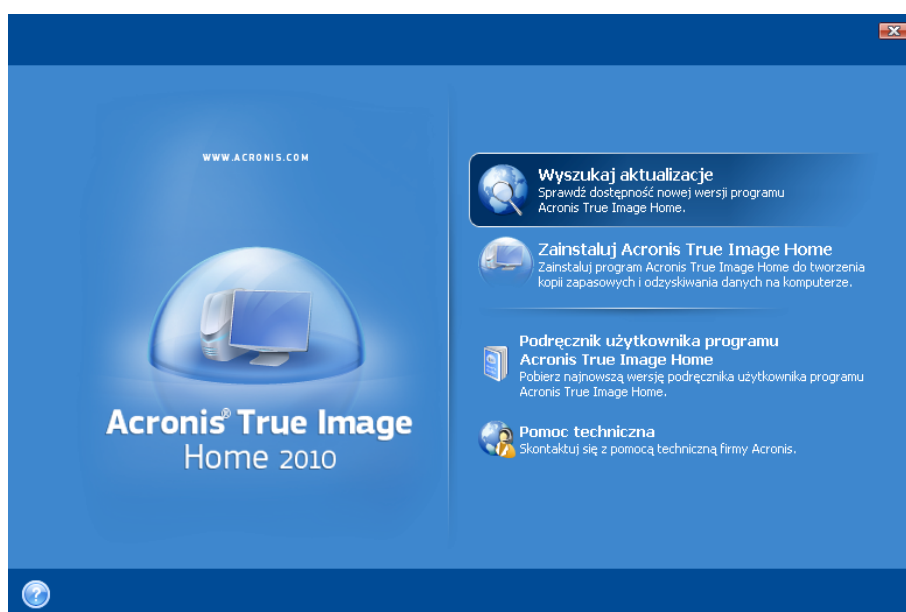 WWW.ACRONIS.COM
Acronis® True Image
Home 2010
Wyszukaj aktualizacje
Sprawdź dostępność nowej wersji programu
Acronis True Image Home.
Zainstaluj Acronis True Image Home
Zainstaluj program Acronis True Image Home do tworzenia
kopii zapasowych i odzyskiwania danych na komputerze.
Podręcznik użytkownika programu
Acronis True Image Home
Pobierz najnowszą wersję podręcznika użytkownika programu
Acronis True Image Home.
Pomoc techniczna
Skontaktuj się z pomocą techniczną firmy Acronis.